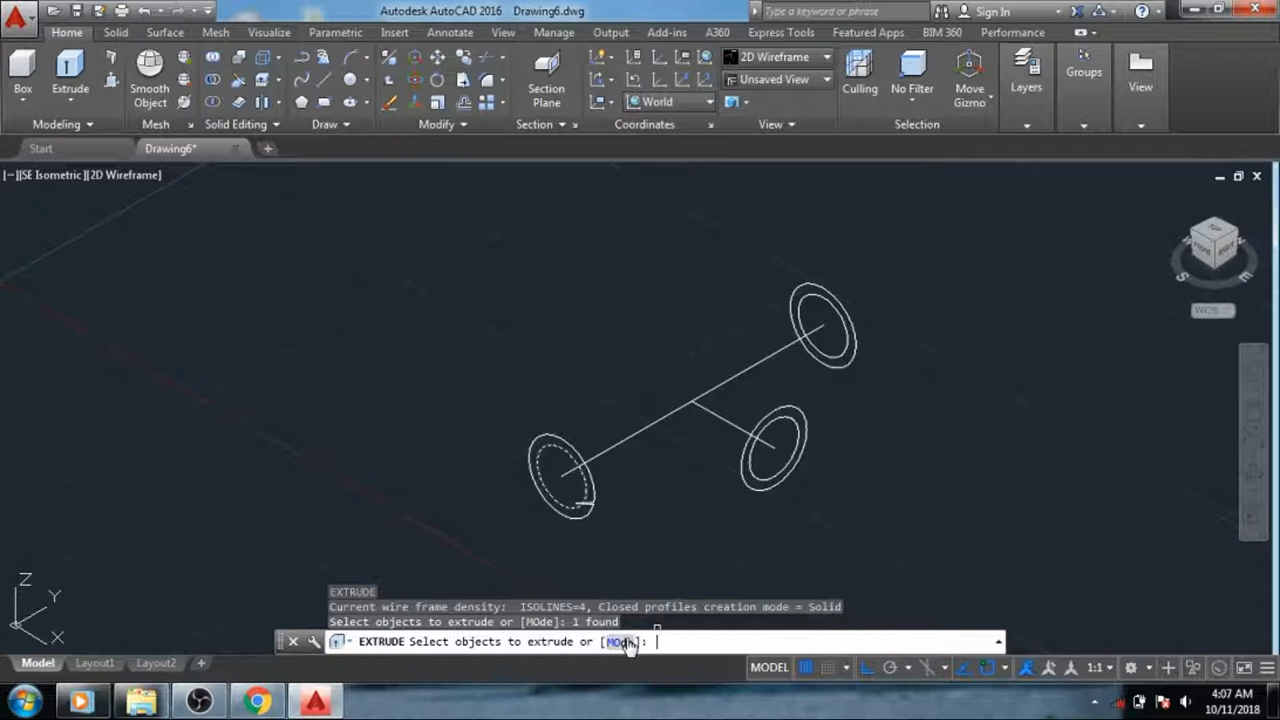 Autodesk AutoCAD 2016 Drawing6.dwg Type a keyword or phrase Sign In
Home Solid Surface Mesh Visualize Parametric Insert Annotate View Manage Output Add-ins A360 Express Tools Featured Apps BIM 360 Performance
2D Wireframe
Unsaved View
World
Box Extrude Smooth Object Section Plane Culling No Filter Move Gizmo Layers Groups View
Modeling Mesh Solid Editing Draw Modify Section Coordinates View Selection
Start Drawing6*
[−][SE Isometric][2D Wireframe]
S E
WCS
Z
Y
X
EXTRUDE
Current wire frame density: ISOLINES=4, Closed profiles creation mode = Solid
Select objects to extrude or [MOde]: 1 found
EXTRUDE Select objects to extrude or [MOde]:
Model Layout1 Layout2 + MODEL 1:1
4:07 AM
10/11/2018